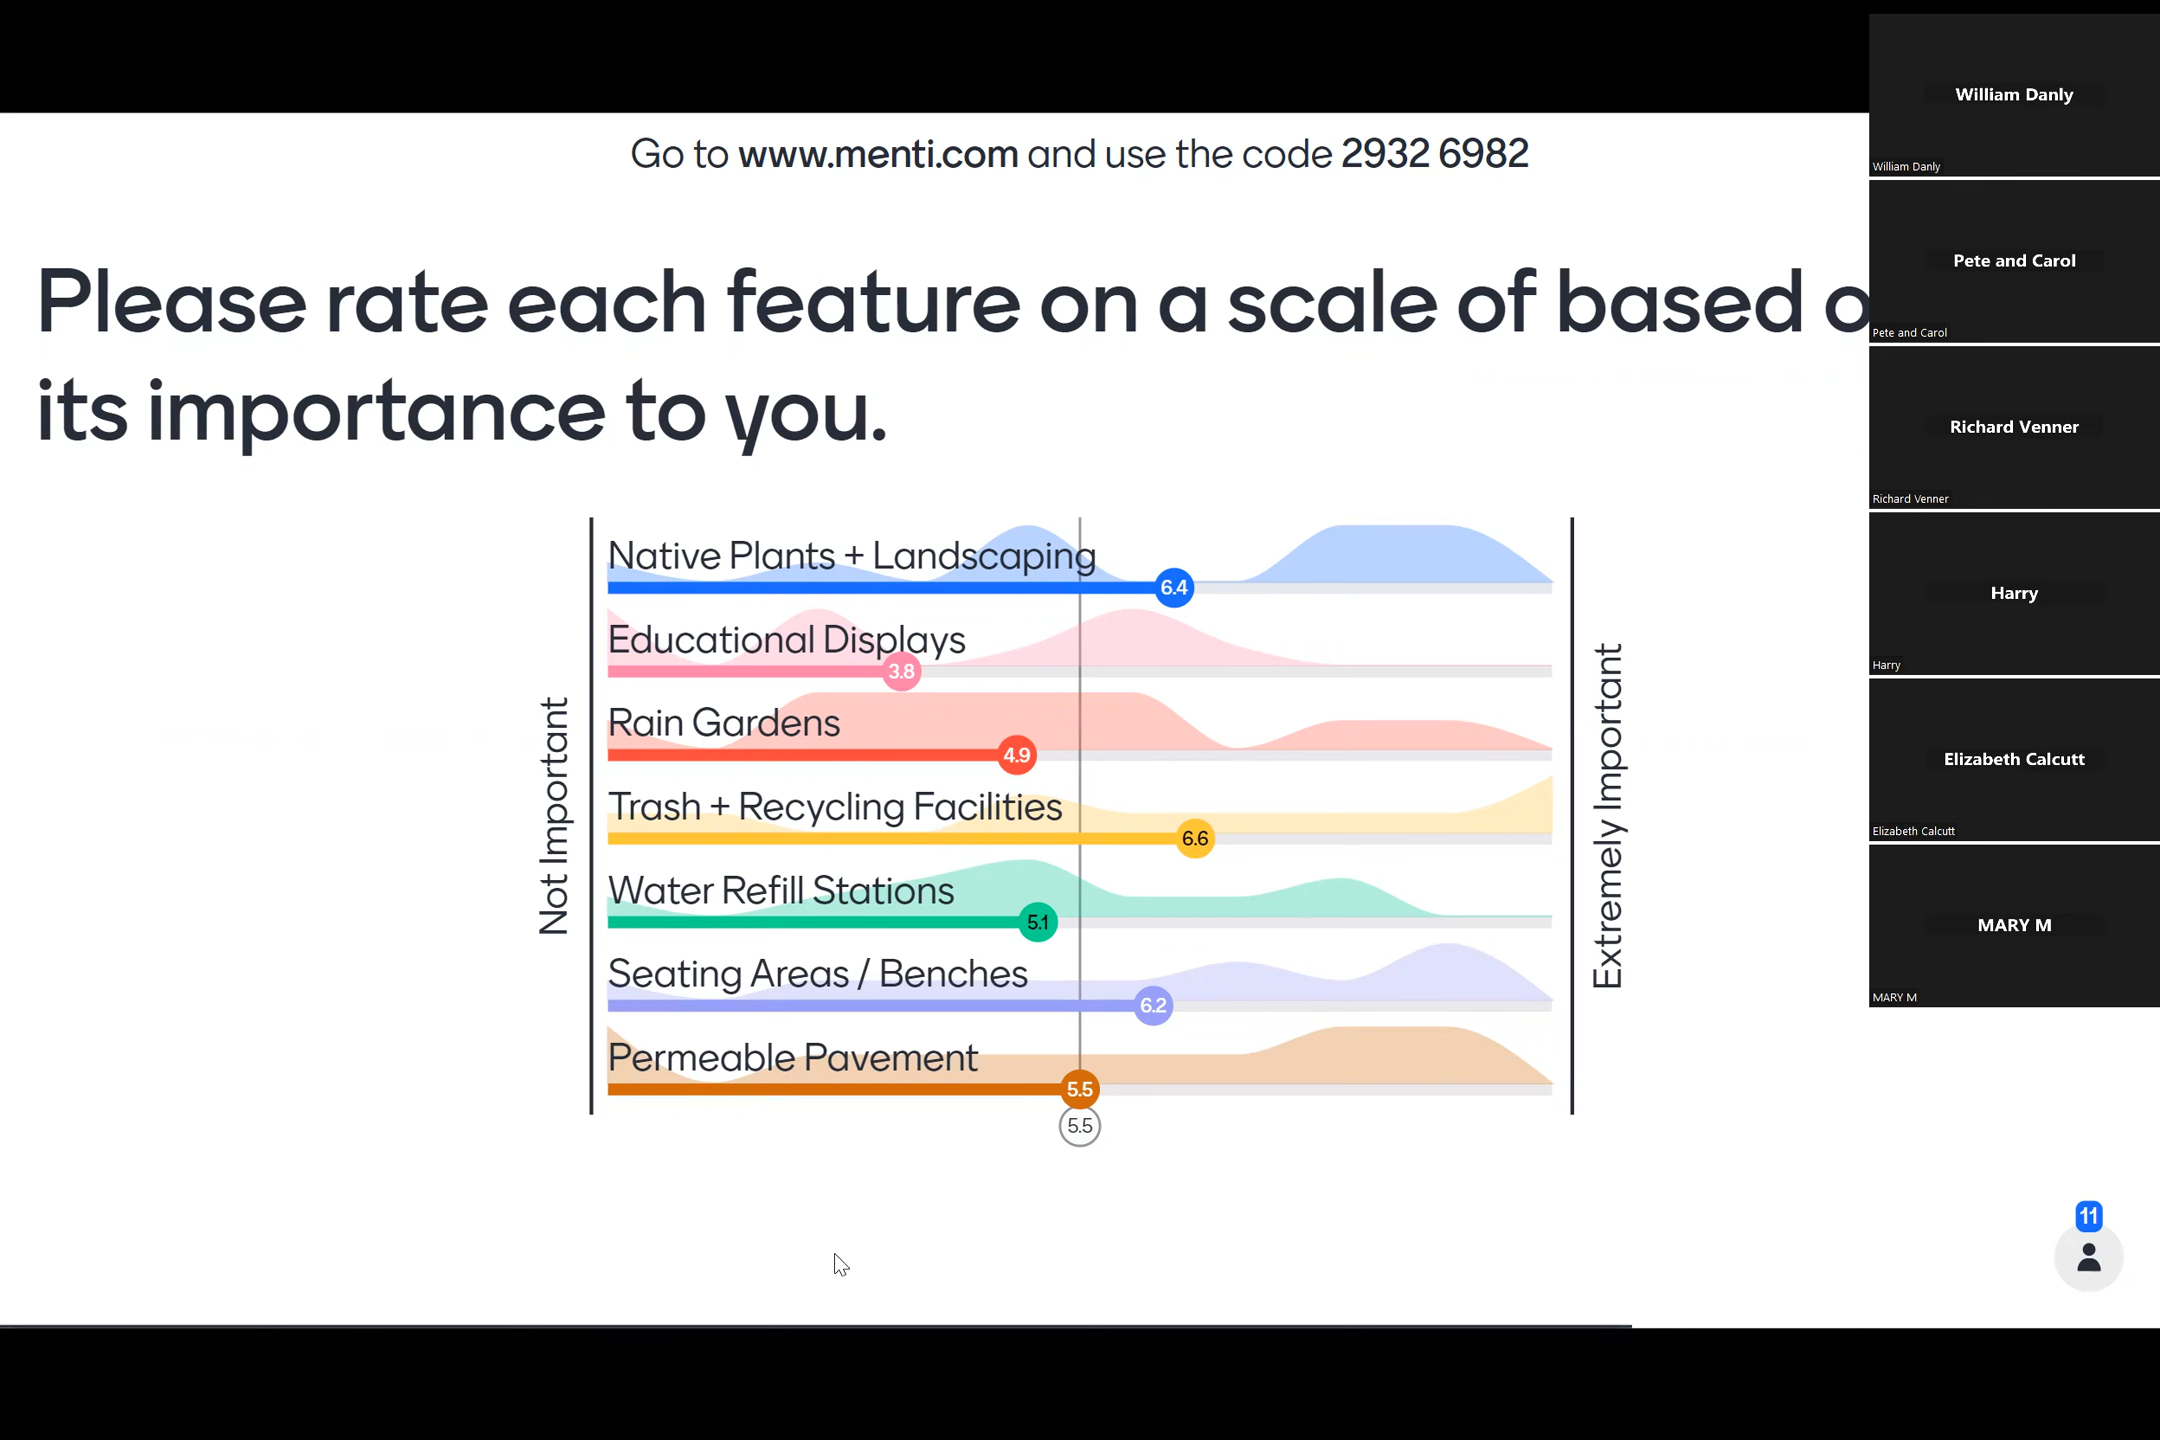 Go to www.menti.com and use the code 2932 6982
Please rate each feature on a scale of based o
its importance to you.
Not Important
Native Plants + Landscaping
6.4
Educational Displays
3.8
Rain Gardens
4.9
Trash + Recycling Facilities
6.6
Water Refill Stations
5.1
Seating Areas / Benches
6.2
Permeable Pavement
5.5
5.5
Extremely Important
11
William Danly
William Danly
Pete and Carol
Pete and Carol
Richard Venner
Richard Venner
Harry
Harry
Elizabeth Calcutt
Elizabeth Calcutt
MARY M
MARY M